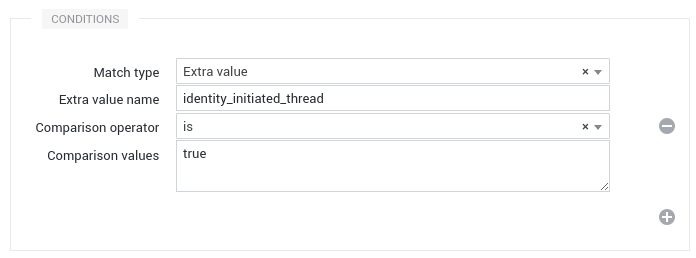 CONDITIONS
Match type Extra value
Extra value name identity_initiated_thread
Comparison operator is
Comparison values true